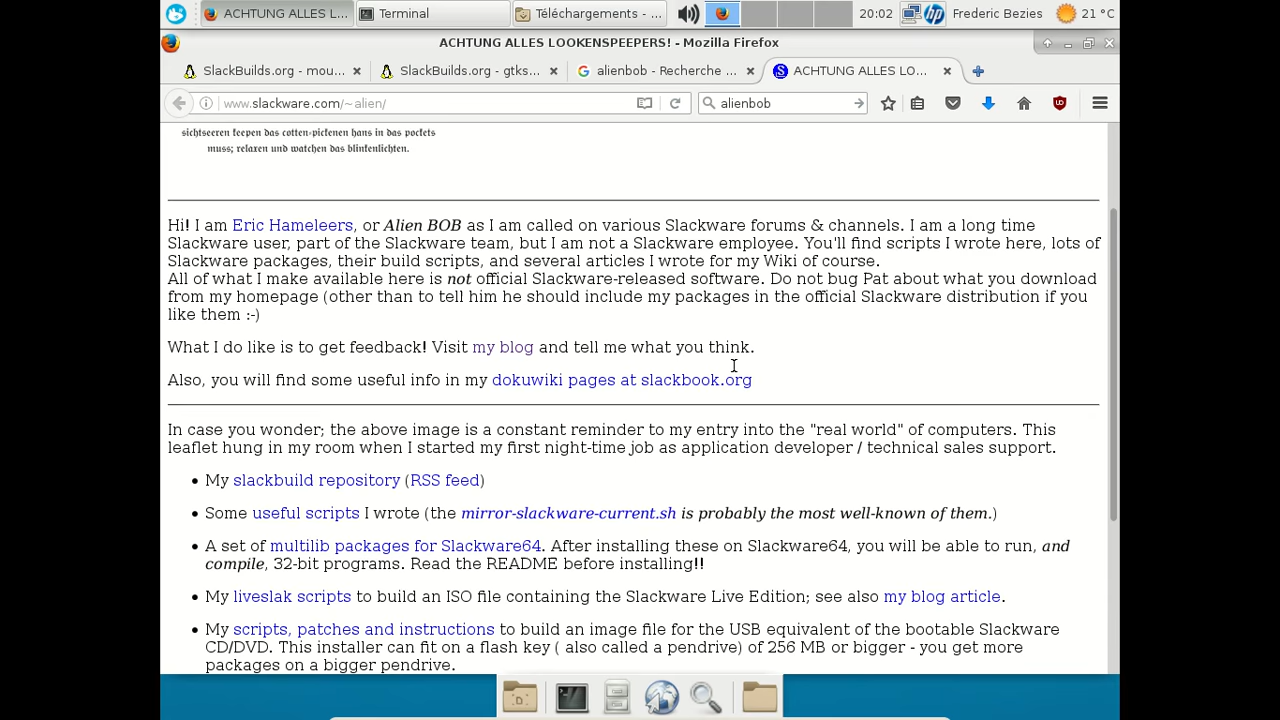 ACHTUNG ALLES L...
Terminal
Téléchargements - ...
20:02
Frederic Bezies
21 °C
ACHTUNG ALLES LOOKENSPEEPERS! - Mozilla Firefox
SlackBuilds.org - mou...
SlackBuilds.org - gtks...
alienbob - Recherche ...
ACHTUNG ALLES LO...
www.slackware.com/~alien/
alienbob
sichtseeren keepen das cotten-pickenen hans in das pockets
muss; relaxen und watchen das blinkenlichten.
Hi! I am Eric Hameleers, or Alien BOB as I am called on various Slackware forums & channels. I am a long time
Slackware user, part of the Slackware team, but I am not a Slackware employee. You'll find scripts I wrote here, lots of
Slackware packages, their build scripts, and several articles I wrote for my Wiki of course.
All of what I make available here is not official Slackware-released software. Do not bug Pat about what you download
from my homepage (other than to tell him he should include my packages in the official Slackware distribution if you
like them :-)
What I do like is to get feedback! Visit my blog and tell me what you think.
Also, you will find some useful info in my dokuwiki pages at slackbook.org
In case you wonder; the above image is a constant reminder to my entry into the "real world" of computers. This
leaflet hung in my room when I started my first night-time job as application developer / technical sales support.
• My slackbuild repository (RSS feed)
• Some useful scripts I wrote (the mirror-slackware-current.sh is probably the most well-known of them.)
• A set of multilib packages for Slackware64. After installing these on Slackware64, you will be able to run, and
compile, 32-bit programs. Read the README before installing!!
• My liveslak scripts to build an ISO file containing the Slackware Live Edition; see also my blog article.
• My scripts, patches and instructions to build an image file for the USB equivalent of the bootable Slackware
CD/DVD. This installer can fit on a flash key ( also called a pendrive) of 256 MB or bigger - you get more
packages on a bigger pendrive.